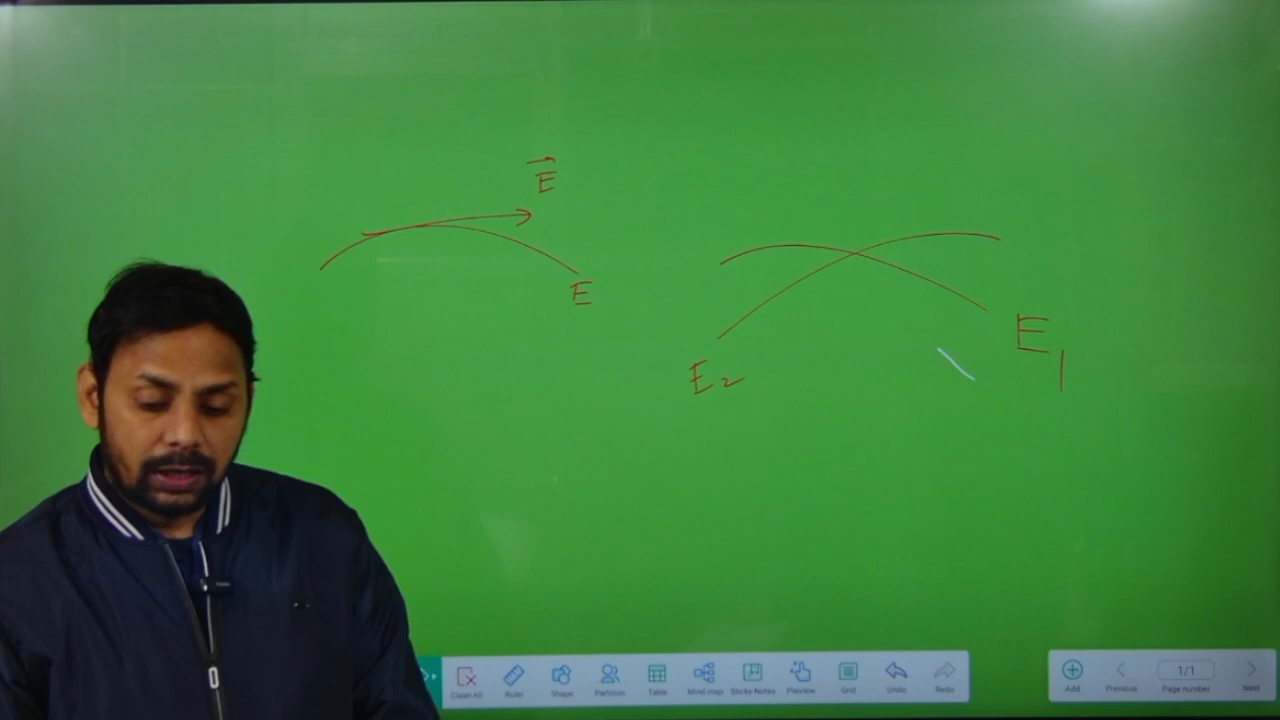 E⃗
E
E₂
E₁
Clean All Ruler Shape Partition Table Mind map Sticky Notes Preview Grid Undo Redo
Add Previous 1/1 Page number Next